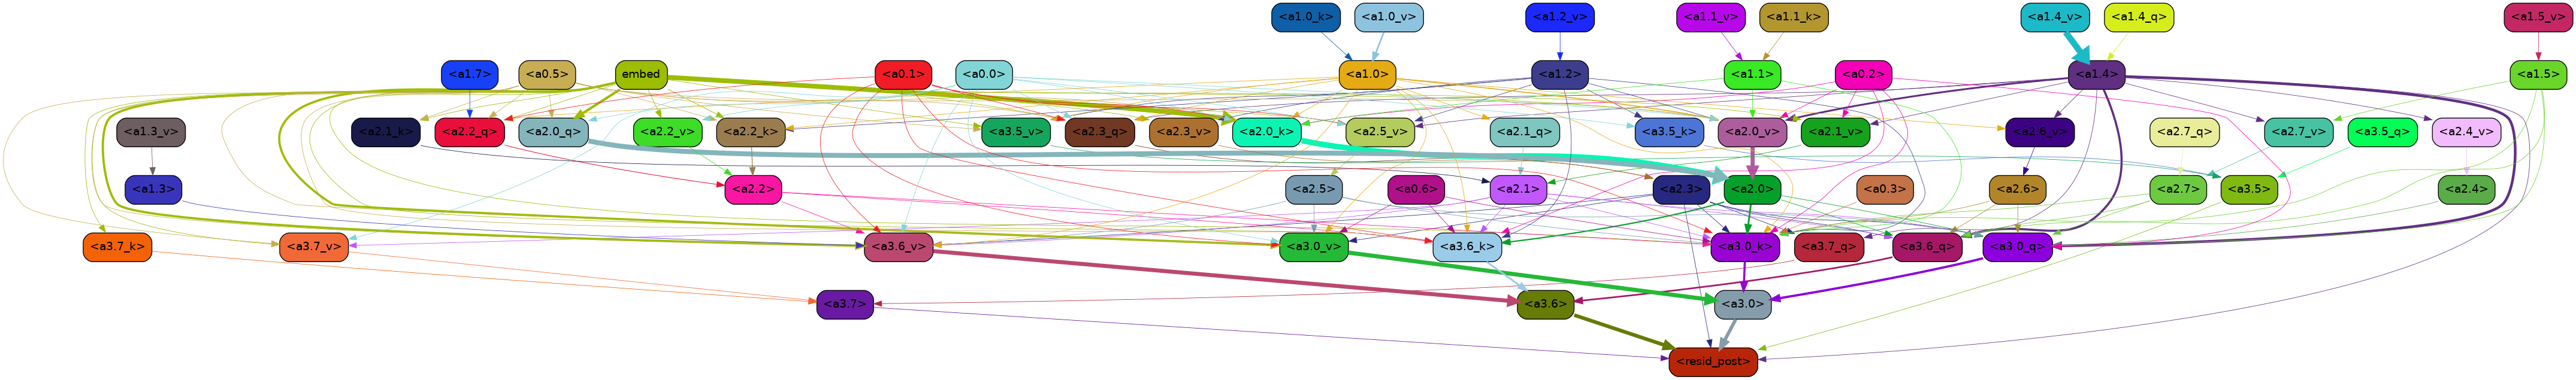 <a1.0_k> <a1.0_v> <a1.2_v> <a1.1_v> <a1.1_k> <a1.4_v> <a1.4_q> <a1.5_v>
<a1.7> <a0.5> embed <a0.1> <a0.0> <a1.0> <a1.2> <a1.1> <a0.2> <a1.4> <a1.5>
<a1.3_v> <a2.1_k> <a2.2_q> <a2.0_q> <a2.2_v> <a2.2_k> <a3.5_v> <a2.3_q> <a2.3_v> <a2.0_k> <a2.5_v> <a2.1_q> <a3.5_k> <a2.0_v> <a2.1_v> <a2.6_v> <a2.7_q> <a2.7_v> <a3.5_q> <a2.4_v>
<a1.3> <a2.2> <a2.5> <a0.6> <a2.1> <a2.3> <a2.0> <a0.3> <a2.6> <a2.7> <a3.5> <a2.4>
<a3.7_k> <a3.7_v> <a3.6_v> <a3.0_v> <a3.6_k> <a3.0_k> <a3.7_q> <a3.6_q> <a3.0_q>
<a3.7> <a3.6> <a3.0>
<resid_post>